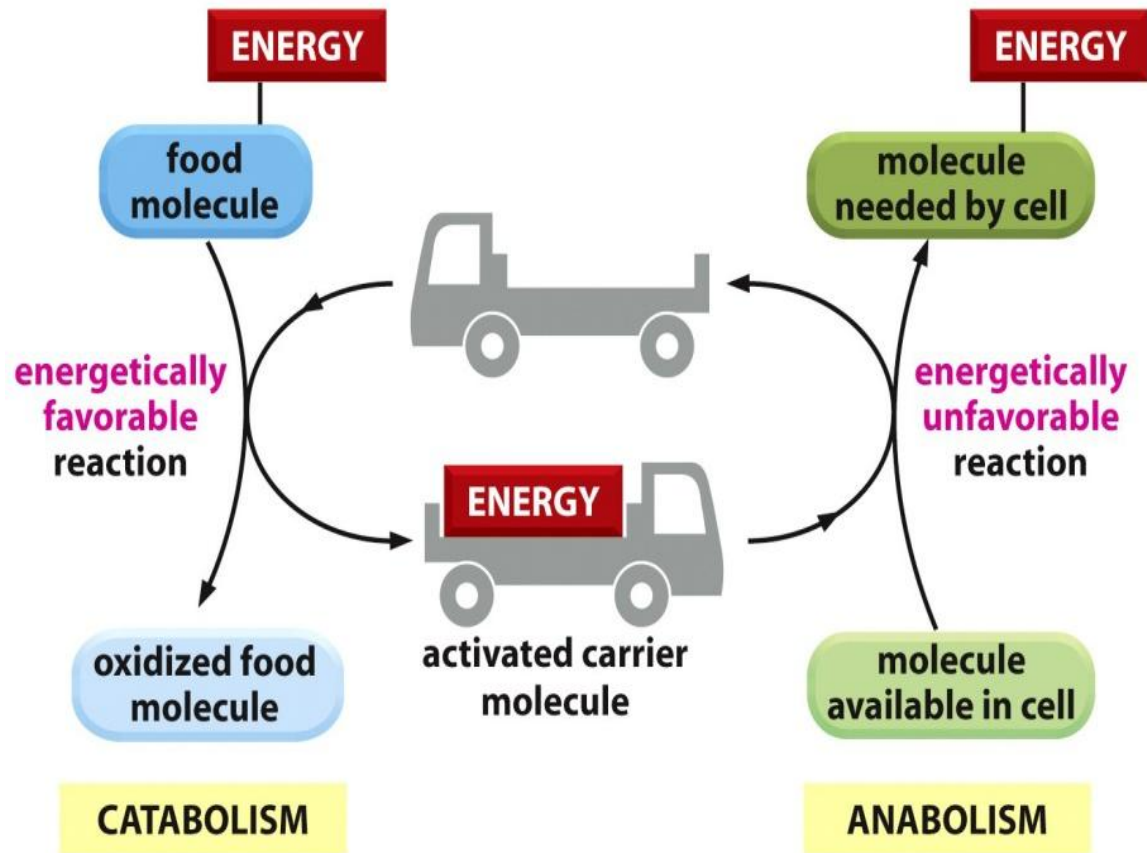 ENERGY
ENERGY
food
molecule
molecule
needed by cell
energetically
favorable
reaction
energetically
unfavorable
reaction
ENERGY
activated carrier
molecule
oxidized food
molecule
molecule
available in cell
CATABOLISM
ANABOLISM